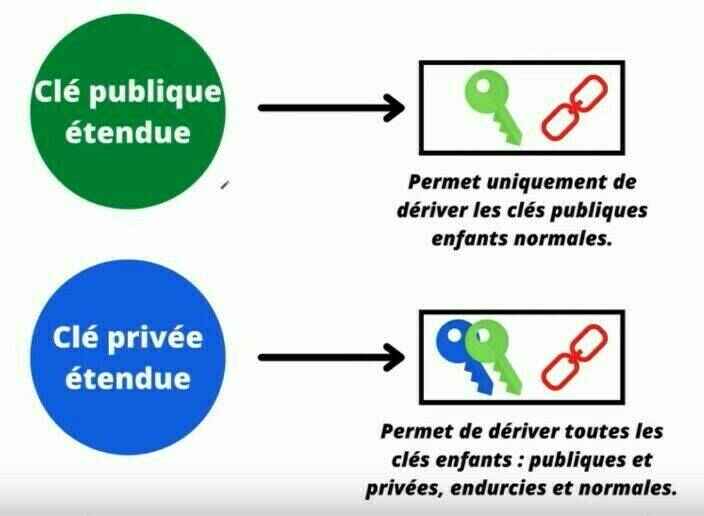 Clé publique
étendue
Permet uniquement de
dériver les clés publiques
enfants normales.
Clé privée
étendue
Permet de dériver toutes les
clés enfants : publiques et
privées, endurcies et normales.